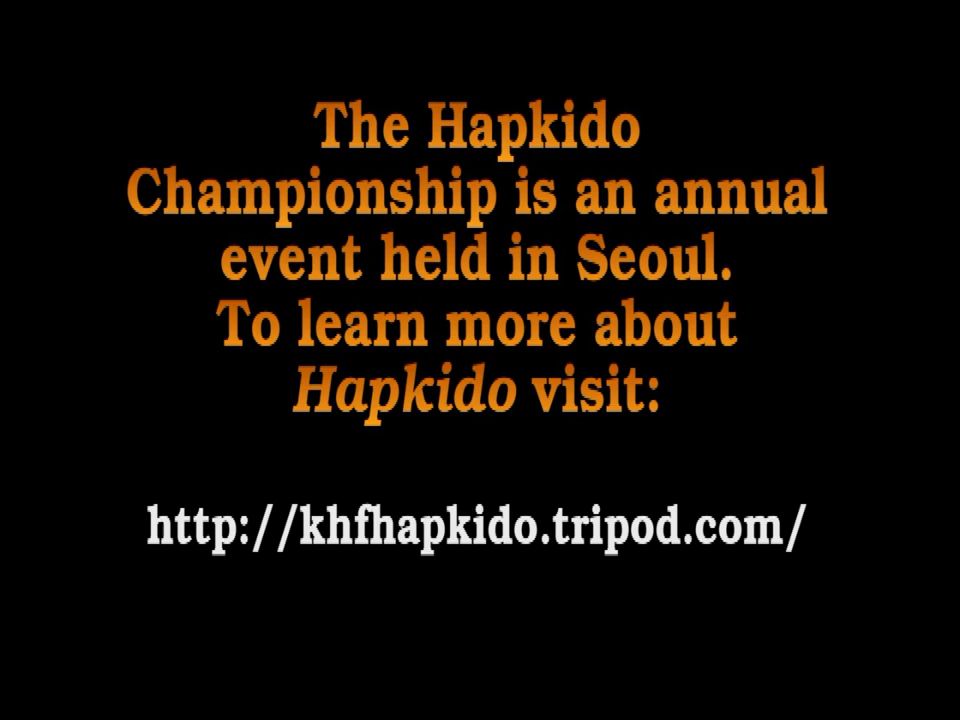 The Hapkido
Championship is an annual
event held in Seoul.
To learn more about
Hapkido visit:
http://khfhapkido.tripod.com/